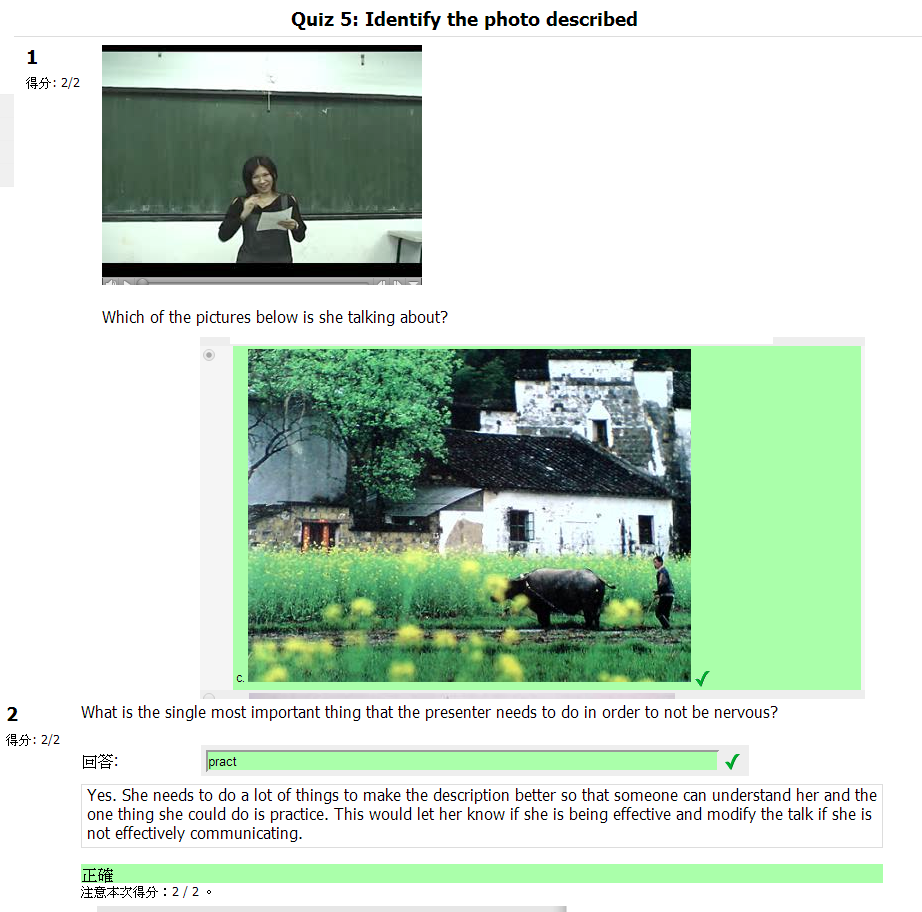 Quiz 5: Identify the photo described
1
得分: 2/2
Which of the pictures below is she talking about?
c.
2
得分: 2/2
What is the single most important thing that the presenter needs to do in order to not be nervous?
回答:
pract
Yes. She needs to do a lot of things to make the description better so that someone can understand her and the
one thing she could do is practice. This would let her know if she is being effective and modify the talk if she is
not effectively communicating.
正確
注意本次得分：2 / 2 。